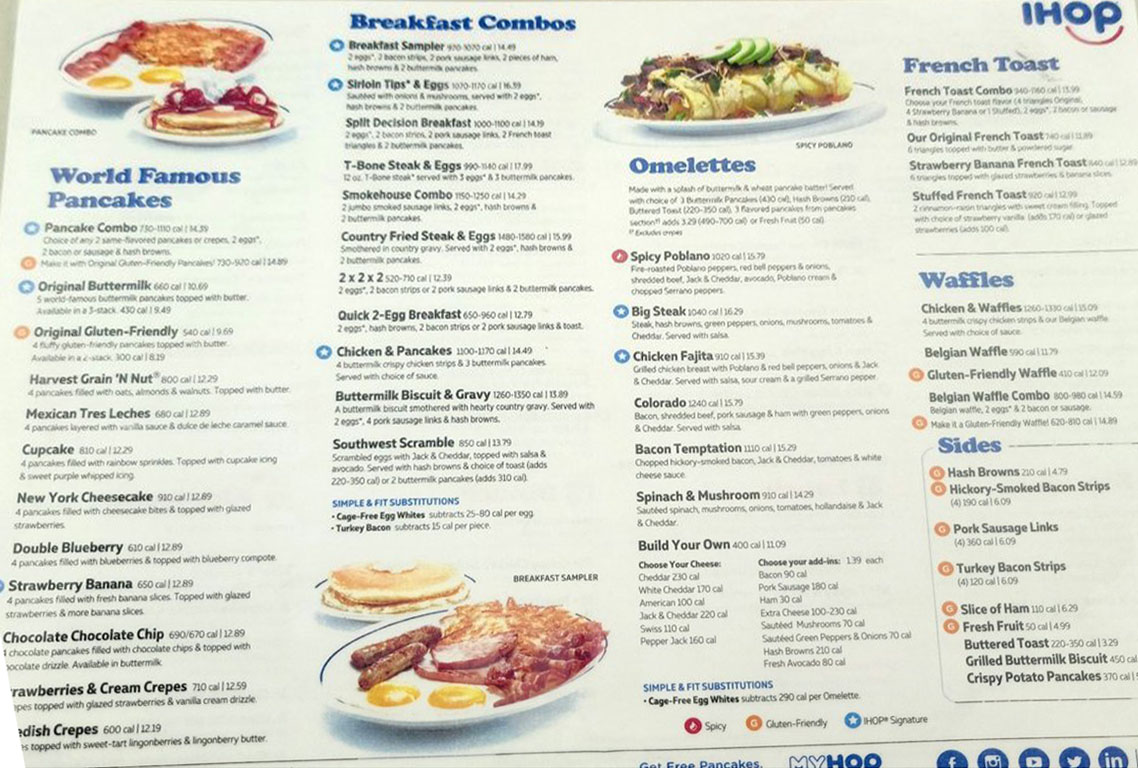 IHOP
PANCAKE COMBO
World Famous
Pancakes
Pancake Combo 730-1110 cal | 14.39
Choice of any 2 same-flavored pancakes or crepes, 2 eggs*,
2 bacon or sausage & hash browns.
G Make it with Original Gluten-Friendly Pancakes! 730-920 cal | 14.89
Original Buttermilk 660 cal | 10.69
5 world-famous buttermilk pancakes topped with butter.
Available in a 3-stack. 430 cal | 9.49
G Original Gluten-Friendly 540 cal | 9.69
4 fluffy gluten-friendly pancakes topped with butter.
Available in a 2-stack. 300 cal | 8.19
Harvest Grain 'N Nut® 800 cal | 12.29
4 pancakes filled with oats, almonds & walnuts. Topped with butter.
Mexican Tres Leches 680 cal | 12.89
4 pancakes layered with vanilla sauce & dulce de leche caramel sauce.
Cupcake 810 cal | 12.29
4 pancakes filled with rainbow sprinkles. Topped with cupcake icing
& sweet purple whipped icing.
New York Cheesecake 910 cal | 12.89
4 pancakes filled with cheesecake bites & topped with glazed
strawberries.
Double Blueberry 610 cal | 12.89
4 pancakes filled with blueberries & topped with blueberry compote.
Strawberry Banana 650 cal | 12.89
4 pancakes filled with fresh banana slices. Topped with glazed
strawberries & more banana slices.
Chocolate Chocolate Chip 690/670 cal | 12.89
chocolate pancakes filled with chocolate chips & topped with
ocolate drizzle. Available in buttermilk.
rawberries & Cream Crepes 710 cal | 12.59
pes topped with glazed strawberries & vanilla cream drizzle.
edish Crepes 600 cal | 12.19
s topped with sweet-tart lingonberries & lingonberry butter.
Breakfast Combos
Breakfast Sampler 970-1070 cal | 14.49
2 eggs*, 2 bacon strips, 2 pork sausage links, 2 pieces of ham,
hash browns & 2 buttermilk pancakes.
Sirloin Tips* & Eggs 1070-1170 cal | 16.39
Sautéed with onions & mushrooms, served with 2 eggs*,
hash browns & 2 buttermilk pancakes.
Split Decision Breakfast 1000-1100 cal | 14.19
2 eggs*, 2 bacon strips, 2 pork sausage links, 2 French toast
triangles & 2 buttermilk pancakes.
T-Bone Steak & Eggs 990-1140 cal | 17.99
12 oz. T-Bone steak* served with 3 eggs* & 3 buttermilk pancakes.
Smokehouse Combo 1150-1250 cal | 14.29
2 jumbo smoked sausage links, 2 eggs*, hash browns &
2 buttermilk pancakes.
Country Fried Steak & Eggs 1480-1580 cal | 15.99
Smothered in country gravy. Served with 2 eggs*, hash browns &
2 buttermilk pancakes.
2 x 2 x 2 520-710 cal | 12.39
2 eggs*, 2 bacon strips or 2 pork sausage links & 2 buttermilk pancakes.
Quick 2-Egg Breakfast 650-960 cal | 12.79
2 eggs*, hash browns, 2 bacon strips or 2 pork sausage links & toast.
Chicken & Pancakes 1100-1170 cal | 14.49
4 buttermilk crispy chicken strips & 3 buttermilk pancakes.
Served with choice of sauce.
Buttermilk Biscuit & Gravy 1260-1350 cal | 13.89
A buttermilk biscuit smothered with hearty country gravy. Served with
2 eggs*, 4 pork sausage links & hash browns.
Southwest Scramble 850 cal | 13.79
Scrambled eggs with Jack & Cheddar, topped with salsa &
avocado. Served with hash browns & choice of toast (adds
220-350 cal) or 2 buttermilk pancakes (adds 310 cal).
SIMPLE & FIT SUBSTITUTIONS
• Cage-Free Egg Whites subtracts 25-80 cal per egg.
• Turkey Bacon subtracts 15 cal per piece.
BREAKFAST SAMPLER
SPICY POBLANO
Omelettes
Made with a splash of buttermilk & wheat pancake batter! Served
with choice of 3 Buttermilk Pancakes (430 cal), Hash Browns (210 cal),
Buttered Toast (220-350 cal), 3 flavored pancakes from pancakes
section†† adds 3.29 (490-700 cal) or Fresh Fruit (50 cal).
†† Excludes crepes
Spicy Poblano 1020 cal | 15.79
Fire-roasted Poblano peppers, red bell peppers & onions,
shredded beef, Jack & Cheddar, avocado, Poblano cream &
chopped Serrano peppers.
Big Steak 1040 cal | 16.29
Steak, hash browns, green peppers, onions, mushrooms, tomatoes &
Cheddar. Served with salsa.
Chicken Fajita 910 cal | 15.39
Grilled chicken breast with Poblano & red bell peppers, onions & Jack
& Cheddar. Served with salsa, sour cream & a grilled Serrano pepper.
Colorado 1240 cal | 15.79
Bacon, shredded beef, pork sausage & ham with green peppers, onions
& Cheddar. Served with salsa.
Bacon Temptation 1110 cal | 15.29
Chopped hickory-smoked bacon, Jack & Cheddar, tomatoes & white
cheese sauce.
Spinach & Mushroom 910 cal | 14.29
Sautéed spinach, mushrooms, onions, tomatoes, hollandaise & Jack
& Cheddar.
Build Your Own 400 cal | 11.09
Choose Your Cheese:
Cheddar 230 cal
White Cheddar 170 cal
American 100 cal
Jack & Cheddar 220 cal
Swiss 110 cal
Pepper Jack 160 cal
Choose your add-ins: 1.39 each
Bacon 90 cal
Pork Sausage 180 cal
Ham 30 cal
Extra Cheese 100-230 cal
Sautéed Mushrooms 70 cal
Sautéed Green Peppers & Onions 70 cal
Hash Browns 210 cal
Fresh Avocado 80 cal
SIMPLE & FIT SUBSTITUTIONS
• Cage-Free Egg Whites subtracts 290 cal per Omelette.
Spicy G Gluten-Friendly IHOP® Signature
French Toast
French Toast Combo 940-1160 cal | 13.99
Choose your French toast flavor (4 triangles Original,
4 Strawberry Banana or 1 Stuffed), 2 eggs*, 2 bacon or sausage
& hash browns.
Our Original French Toast 740 cal | 11.89
6 triangles topped with butter & powdered sugar.
Strawberry Banana French Toast 840 cal | 12.89
6 triangles topped with glazed strawberries & banana slices.
Stuffed French Toast 920 cal | 12.99
2 cinnamon-raisin triangles with sweet cream filling. Topped
with choice of strawberry vanilla (adds 170 cal) or glazed
strawberries (adds 100 cal).
Waffles
Chicken & Waffles 1260-1330 cal | 15.09
4 buttermilk crispy chicken strips & our Belgian waffle.
Served with choice of sauce.
Belgian Waffle 590 cal | 11.79
G Gluten-Friendly Waffle 410 cal | 12.09
Belgian Waffle Combo 800-980 cal | 14.59
Belgian waffle, 2 eggs* & 2 bacon or sausage.
G Make it a Gluten-Friendly Waffle! 620-810 cal | 14.89
Sides
G Hash Browns 210 cal | 4.79
G Hickory-Smoked Bacon Strips
(4) 190 cal | 6.09
G Pork Sausage Links
(4) 360 cal | 6.09
G Turkey Bacon Strips
(4) 120 cal | 6.09
G Slice of Ham 110 cal | 6.29
G Fresh Fruit 50 cal | 4.99
Buttered Toast 220-350 cal | 3.29
Grilled Buttermilk Biscuit 450 cal
Crispy Potato Pancakes 370 cal |
Get Free Pancakes. MYHOP